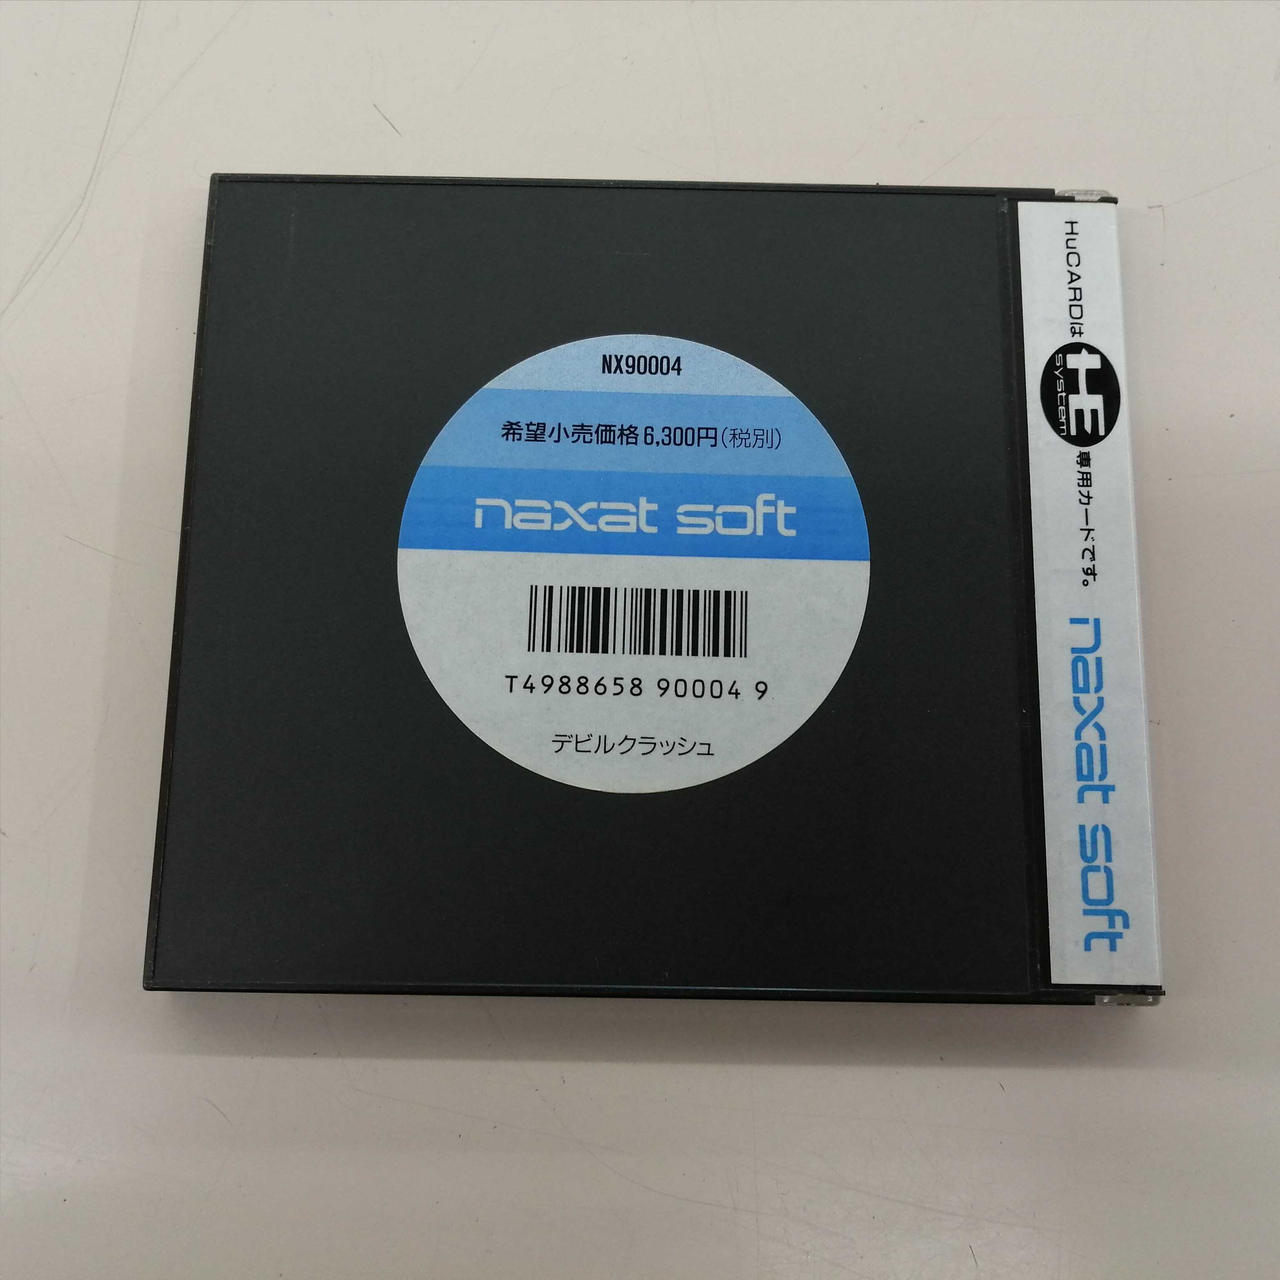 NX90004
希望小売価格6,300円(税別)
naxat soft
T4988658 90004 9
デビルクラッシュ
HuCARDは HE system 専用カードです。 naxat soft